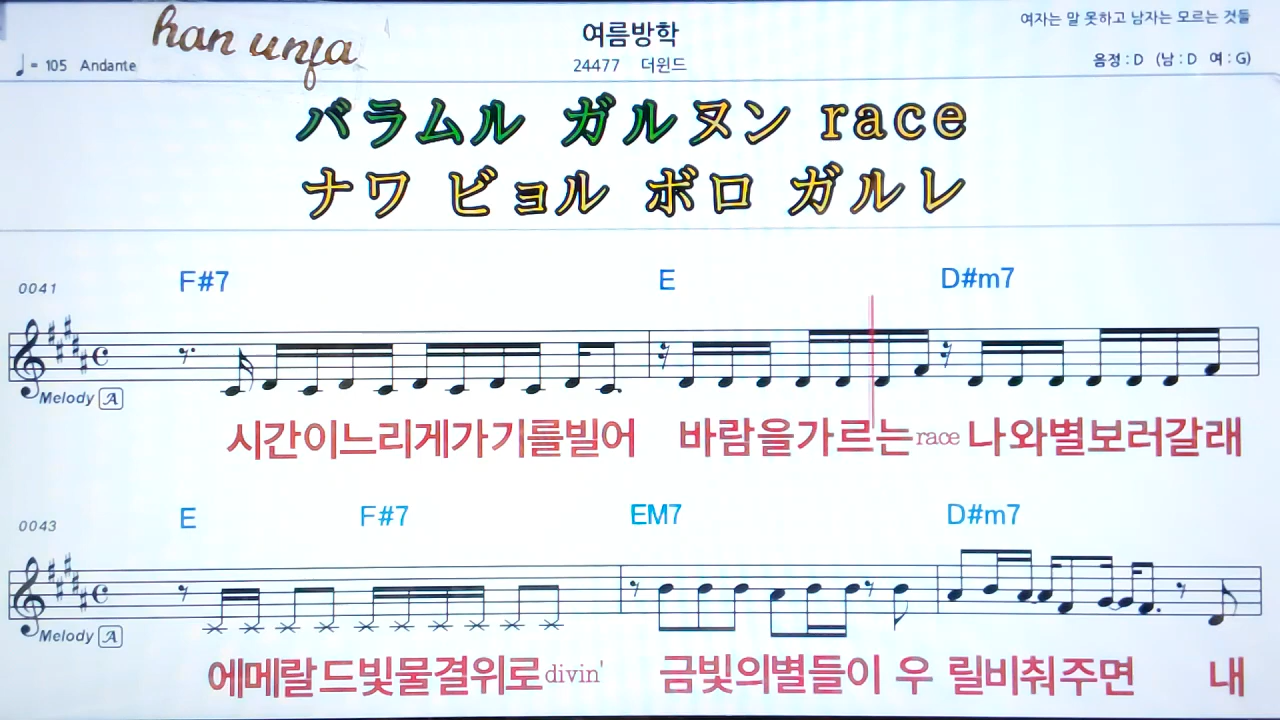 han unfa
여름방학
여자는 말 못하고 남자는 모르는 것들
♩= 105 Andante
24477 더윈드
음정 : D (남 : D 여 : G)
バラムル ガルヌン race
ナワ ビョル ボロ ガルレ
0041 F#7 E D#m7
Melody A
시간이느리게가기를빌어 바람을가르는race 나와별보러갈래
0043 E F#7 EM7 D#m7
Melody A
에메랄드빛물결위로divin' 금빛의별들이 우 릴비춰주면 내